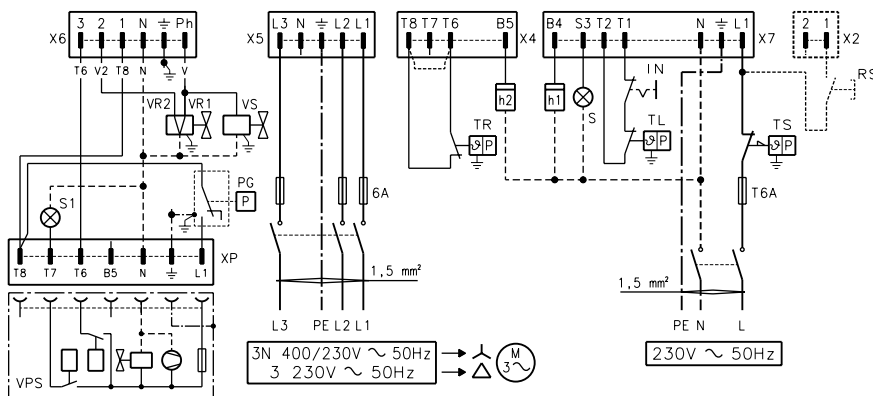 3 2 1 N Ph
X6
T6 V2 T8 N V
VR2 VR1 VS
S1
PG
P
XP
T8 T7 T6 B5 N L1
VPS
L3 N L2 L1
X5
6A
1,5 mm²
L3 PE L2 L1
3N 400/230V ~ 50Hz
3 230V ~ 50Hz
M
3~
T8 T7 T6 B5
X4
h2
TR
ϑ P
B4 S3 T2 T1 N L1
X7
h1
S
IN
TL
ϑ P
TS
ϑ P
T6A
1,5 mm²
PE N L
230V ~ 50Hz
2 1
X2
RS